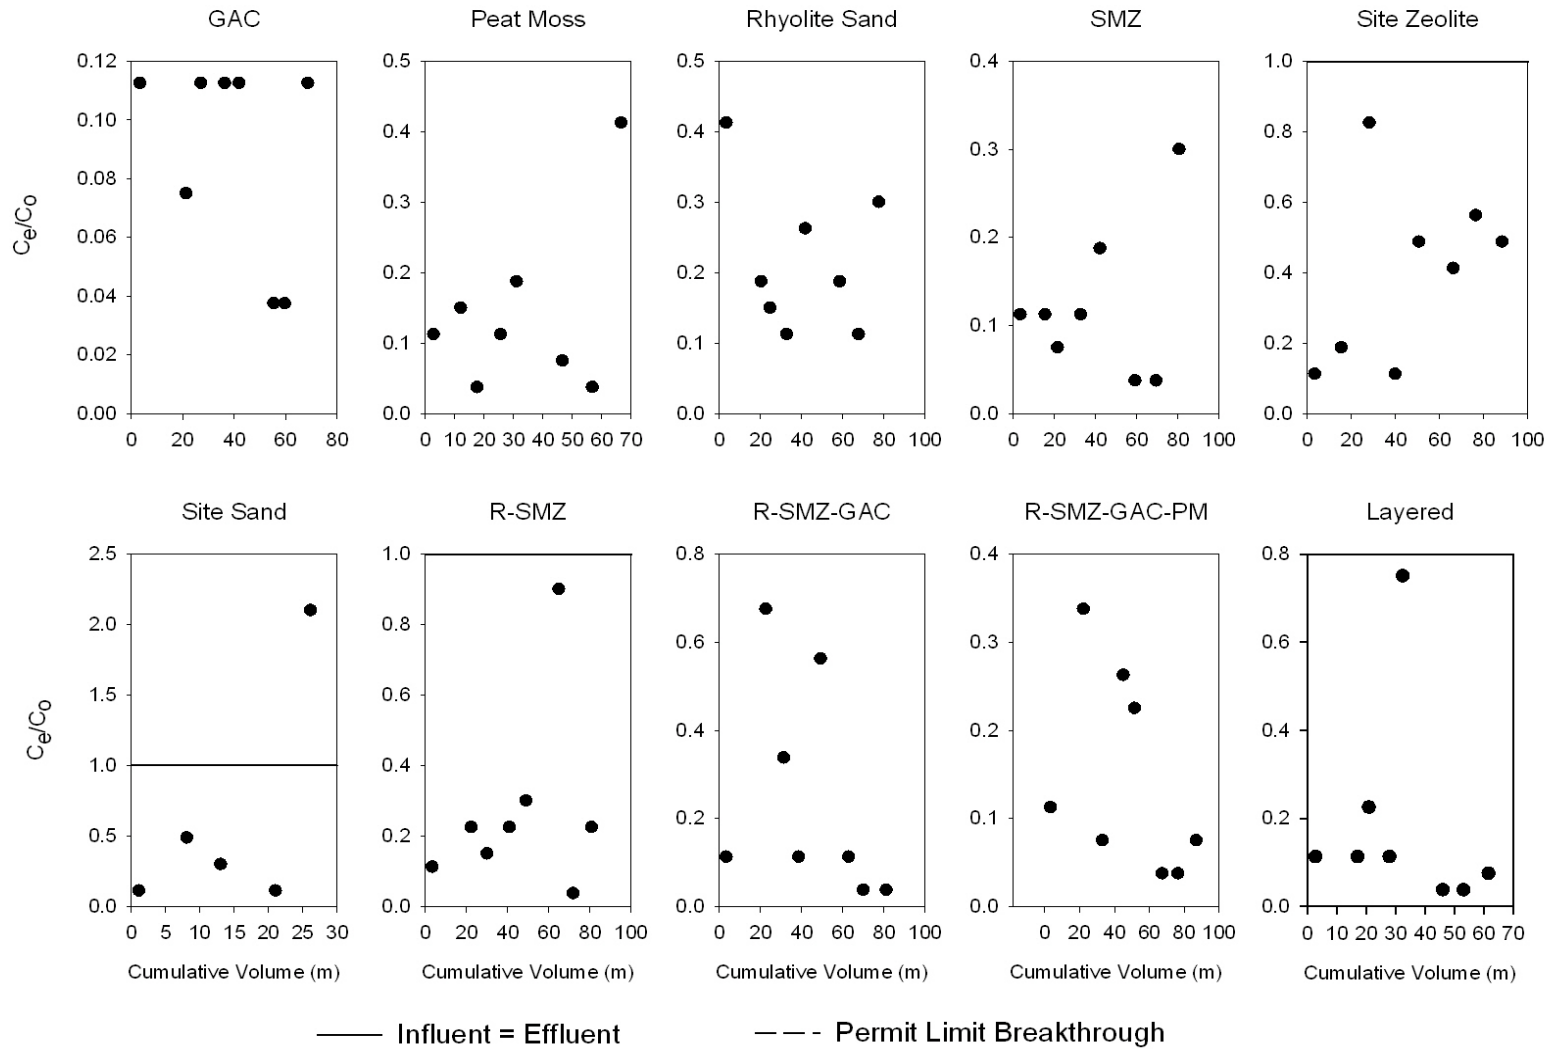 GAC Peat Moss Rhyolite Sand SMZ Site Zeolite
0.12 0.5 0.5 0.4 1.0
0.10 0.4 0.4 0.3 0.8
0.08 0.3 0.3 0.2 0.6
0.06 0.2 0.2 0.1 0.4
0.04 0.1 0.1 0.0 0.2
0.02 0.0 0.0 0.0
0.00
Ce/Co
0 20 40 60 80 0 10 20 30 40 50 60 70 0 20 40 60 80 100 0 20 40 60 80 100 0 20 40 60 80 100
Site Sand R-SMZ R-SMZ-GAC R-SMZ-GAC-PM Layered
2.5 1.0 0.8 0.4 0.8
2.0 0.8 0.6 0.3 0.6
1.5 0.6 0.4 0.2 0.4
1.0 0.4 0.2 0.1 0.2
0.5 0.2 0.0 0.0 0.0
0.0 0.0
Ce/Co
0 5 10 15 20 25 30 0 20 40 60 80 100 0 20 40 60 80 100 0 20 40 60 80 100 0 10 20 30 40 50 60 70
Cumulative Volume (m) Cumulative Volume (m) Cumulative Volume (m) Cumulative Volume (m) Cumulative Volume (m)
Influent = Effluent Permit Limit Breakthrough